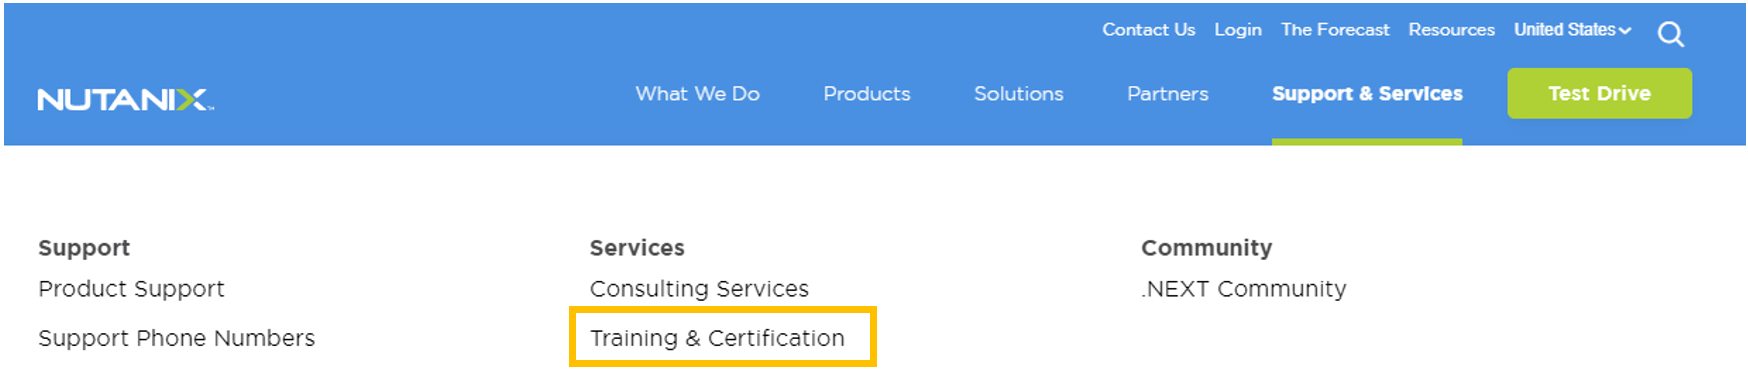 Contact Us Login The Forecast Resources United States
NUTANIX™
What We Do Products Solutions Partners Support & Services Test Drive
Support Services Community
Product Support Consulting Services .NEXT Community
Support Phone Numbers Training & Certification